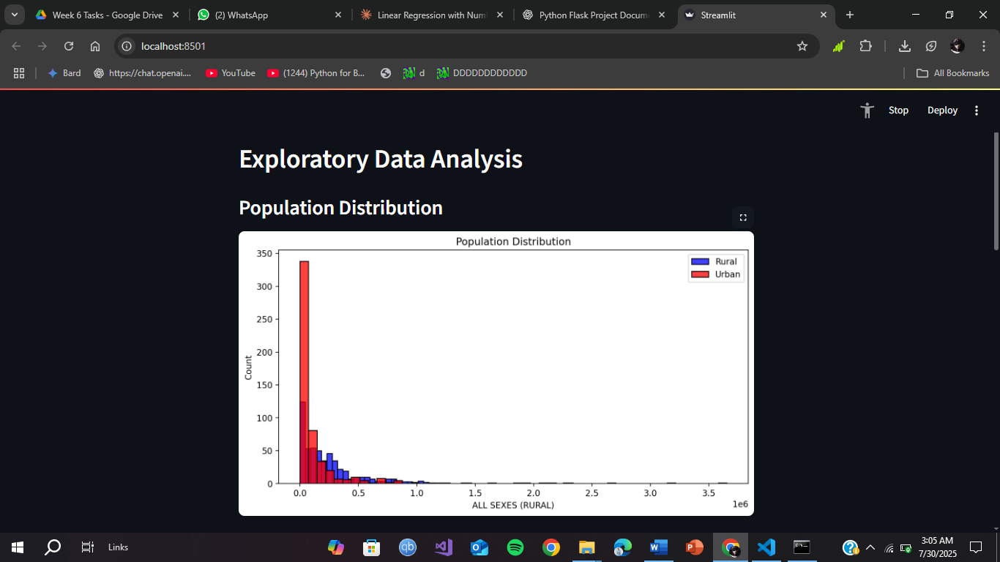 Week 6 Tasks - Google Drive
(2) WhatsApp
Linear Regression with Num
Python Flask Project Docum
Streamlit
localhost:8501
Bard
https://chat.openai....
YouTube
(1244) Python for B...
d
DDDDDDDDDDDD
All Bookmarks
Stop
Deploy
Exploratory Data Analysis
Population Distribution
Population Distribution
Rural
Urban
350
300
250
200
150
100
50
0
Count
0.0 0.5 1.0 1.5 2.0 2.5 3.0 3.5
1e6
ALL SEXES (RURAL)
Links
qb
3:05 AM
7/30/2025